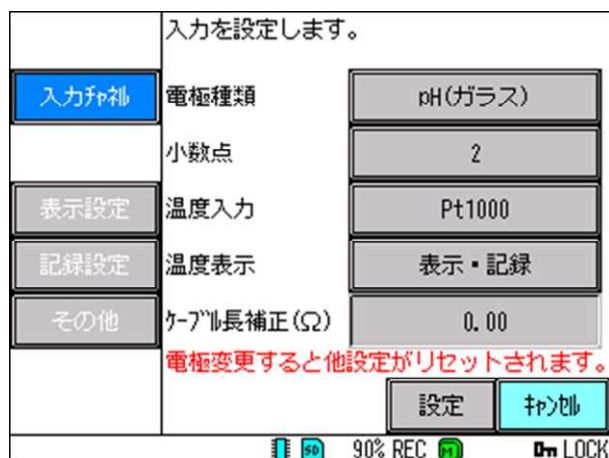 入力を設定します。
入力ﾁｬﾈﾙ 電極種類 pH(ガラス)
小数点 2
表示設定 温度入力 Pt1000
記録設定 温度表示 表示・記録
その他 ｹｰﾌﾞﾙ長補正(Ω) 0.00
電極変更すると他設定がリセットされます。
設定 ｷｬﾝｾﾙ
SD 90% REC M LOCK